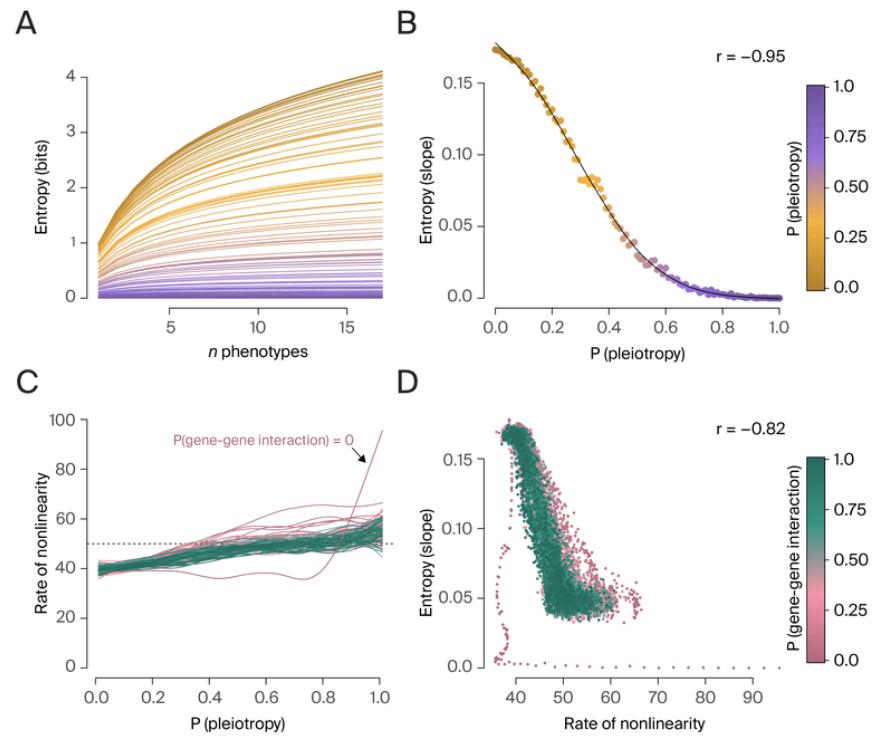 A
Entropy (bits)
4
3
2
1
0
5
10
15
n phenotypes
B
r = −0.95
Entropy (slope)
0.15
0.10
0.05
0.0
0.0
0.2
0.4
0.6
0.8
1.0
P (pleiotropy)
P (pleiotropy)
1.0
0.75
0.50
0.25
0.0
C
Rate of nonlinearity
100
80
60
40
20
0
P(gene-gene interaction) = 0
0.0
0.2
0.4
0.6
0.8
1.0
P (pleiotropy)
D
r = −0.82
Entropy (slope)
0.15
0.10
0.05
0.0
40
50
60
70
80
90
Rate of nonlinearity
P(gene-gene interaction)
1.0
0.75
0.50
0.25
0.0